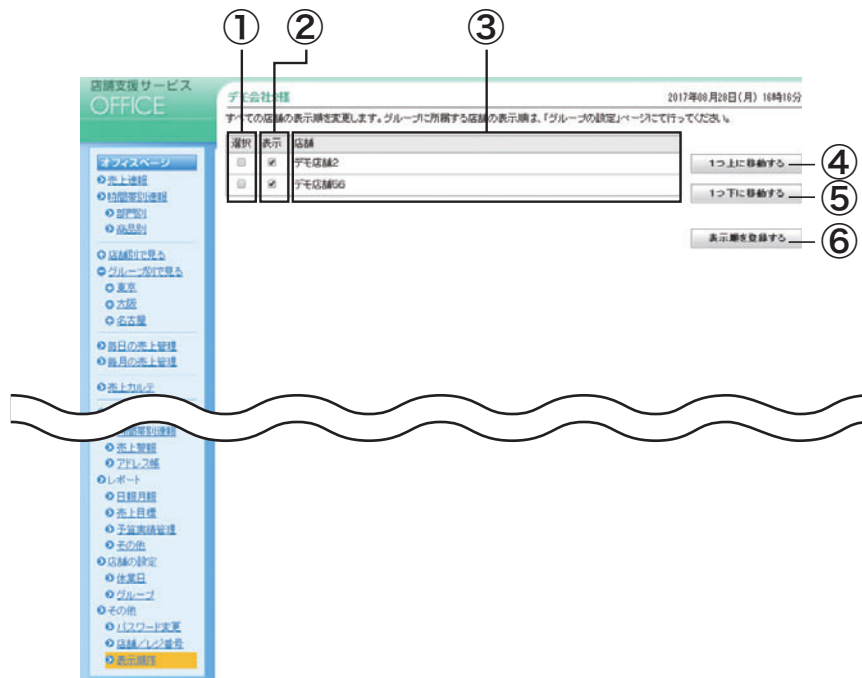 ① ② ③
店舗支援サービス
OFFICE
デモ会社2様
2017年08月28日(月) 16時16分
すべての店舗の表示順を変更します。グループに所属する店舗の表示順は、「グループの設定」ページにて行ってください。
選択 表示 店舗
デモ店舗2
デモ店舗56
1つ上に移動する ④
1つ下に移動する ⑤
表示順を登録する ⑥
オフィスページ
売上速報
時間帯別速報
部門別
商品別
店舗別で見る
グループ別で見る
東京
大阪
名古屋
毎日の売上管理
毎月の売上管理
売上カルテ
時間帯別速報
売上警報
アドレス帳
レポート
日報月報
売上目標
予算実績管理
その他
店舗の設定
休業日
グループ
その他
パスワード変更
店舗/レジ番号
表示順序